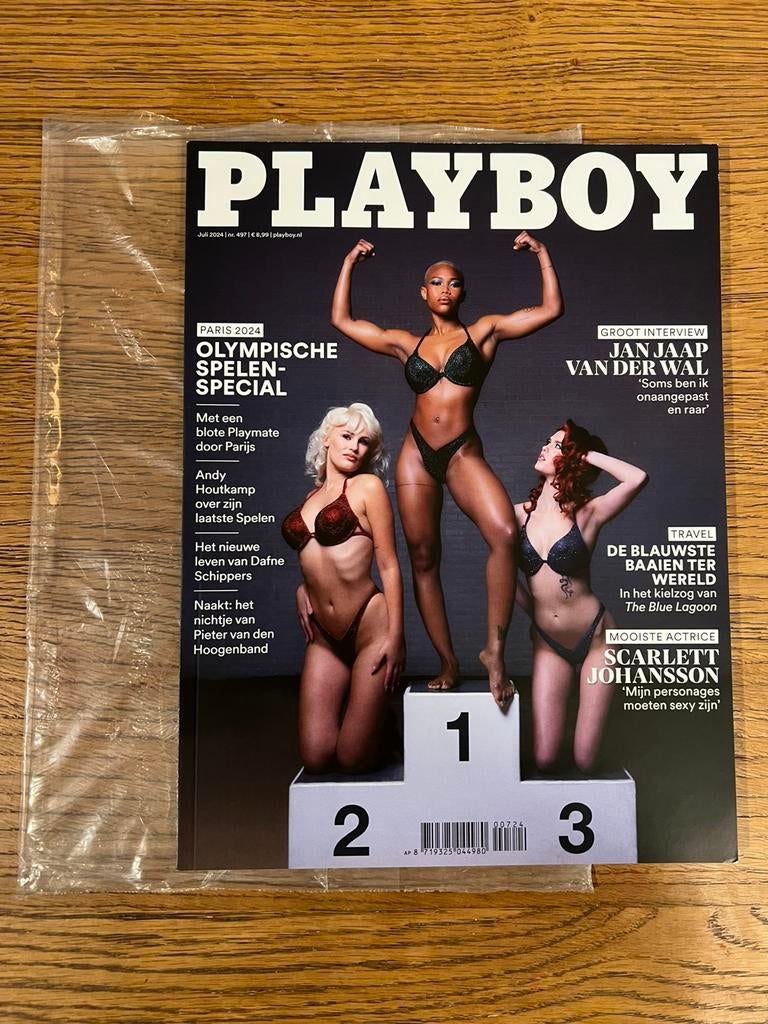 PLAYBOY
Juli 2024 | nr. 497 | € 8,99 | playboy.nl
PARIS 2024
OLYMPISCHE
SPELEN-
SPECIAL
Met een
blote Playmate
door Parijs
Andy
Houtkamp
over zijn
laatste Spelen
Het nieuwe
leven van Dafne
Schippers
Naakt: het
nichtje van
Pieter van den
Hoogenband
GROOT INTERVIEW
JAN JAAP
VAN DER WAL
‘Soms ben ik
onaangepast
en raar’
TRAVEL
DE BLAUWSTE
BAAIEN TER
WERELD
In het kielzog van
The Blue Lagoon
MOOISTE ACTRICE
SCARLETT
JOHANSSON
‘Mijn personages
moeten sexy zijn’
1
2
3
00724
AP 8 719325 044980